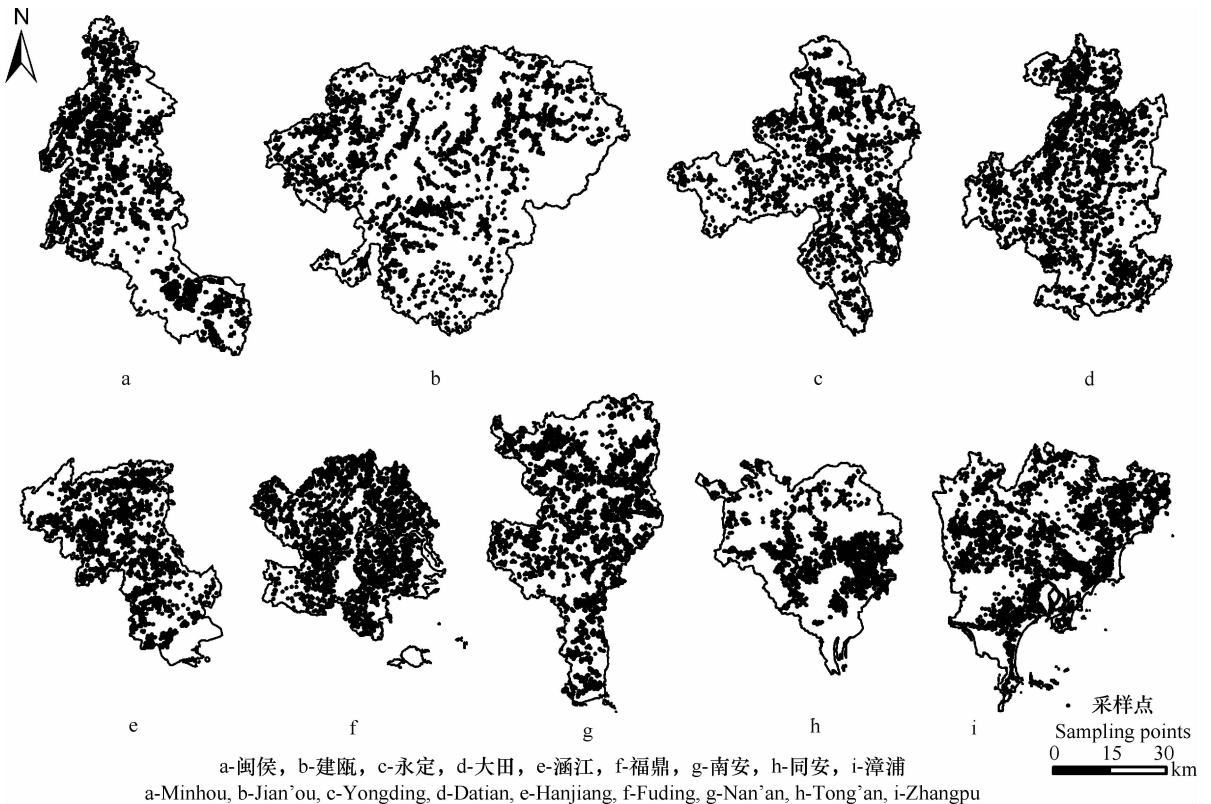 N
a
b
c
d
e
f
g
h
i
采样点
Sampling points
0 15 30
km
a-闽侯，b-建瓯，c-永定，d-大田，e-涵江，f-福鼎，g-南安，h-同安，i-漳浦
a-Minhou, b-Jian'ou, c-Yongding, d-Datian, e-Hanjiang, f-Fuding, g-Nan'an, h-Tong'an, i-Zhangpu